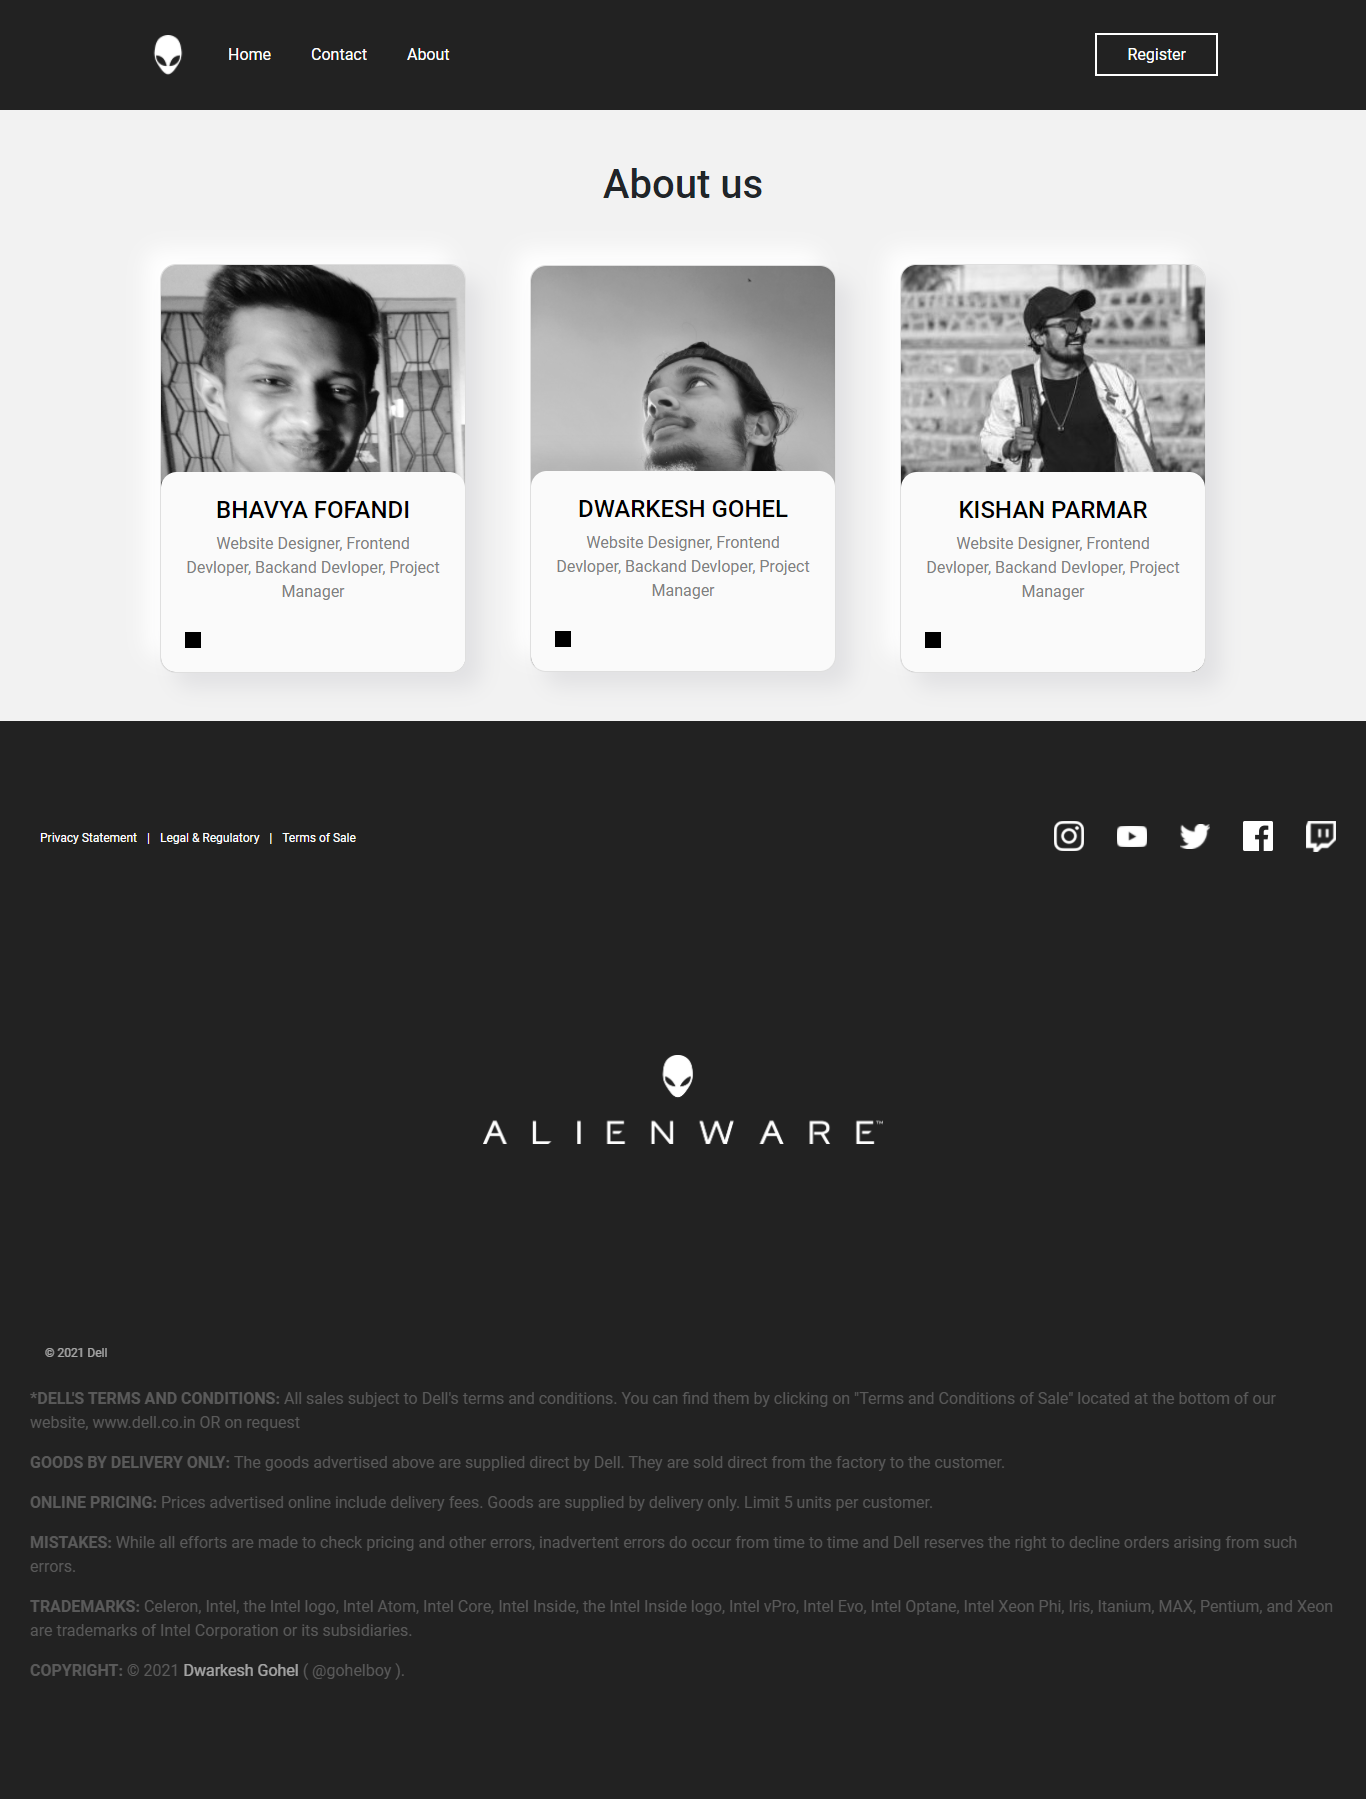 Home Contact About Register
About us
BHAVYA FOFANDI
Website Designer, Frontend
Devloper, Backand Devloper, Project
Manager
DWARKESH GOHEL
Website Designer, Frontend
Devloper, Backand Devloper, Project
Manager
KISHAN PARMAR
Website Designer, Frontend
Devloper, Backand Devloper, Project
Manager
Privacy Statement | Legal & Regulatory | Terms of Sale
ALIENWARE™
© 2021 Dell
*DELL'S TERMS AND CONDITIONS: All sales subject to Dell's terms and conditions. You can find them by clicking on "Terms and Conditions of Sale" located at the bottom of our
website, www.dell.co.in OR on request
GOODS BY DELIVERY ONLY: The goods advertised above are supplied direct by Dell. They are sold direct from the factory to the customer.
ONLINE PRICING: Prices advertised online include delivery fees. Goods are supplied by delivery only. Limit 5 units per customer.
MISTAKES: While all efforts are made to check pricing and other errors, inadvertent errors do occur from time to time and Dell reserves the right to decline orders arising from such
errors.
TRADEMARKS: Celeron, Intel, the Intel logo, Intel Atom, Intel Core, Intel Inside, the Intel Inside logo, Intel vPro, Intel Evo, Intel Optane, Intel Xeon Phi, Iris, Itanium, MAX, Pentium, and Xeon
are trademarks of Intel Corporation or its subsidiaries.
COPYRIGHT: © 2021 Dwarkesh Gohel ( @gohelboy ).